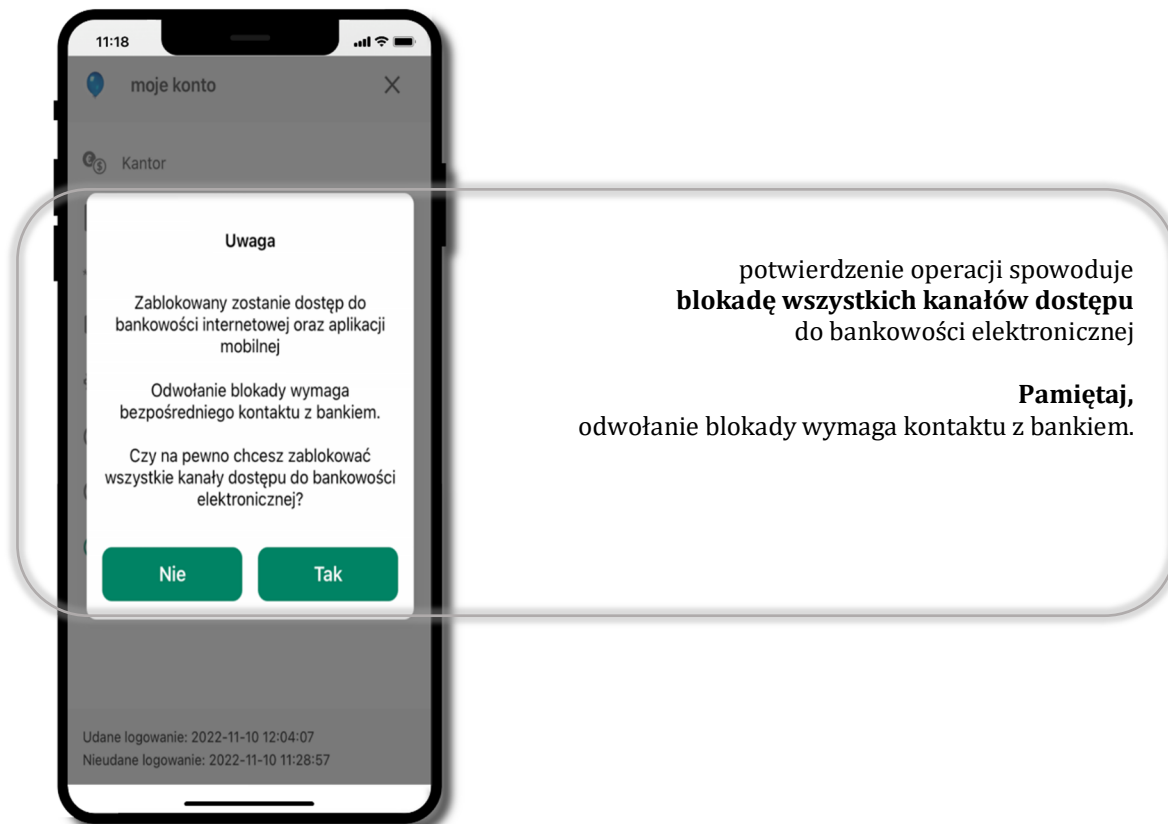 11:18
moje konto
Kantor
Uwaga
Zablokowany zostanie dostęp do
bankowości internetowej oraz aplikacji
mobilnej
Odwołanie blokady wymaga
bezpośredniego kontaktu z bankiem.
Czy na pewno chcesz zablokować
wszystkie kanały dostępu do bankowości
elektronicznej?
Nie Tak
Udane logowanie: 2022-11-10 12:04:07
Nieudane logowanie: 2022-11-10 11:28:57
potwierdzenie operacji spowoduje
blokadę wszystkich kanałów dostępu
do bankowości elektronicznej
Pamiętaj,
odwołanie blokady wymaga kontaktu z bankiem.